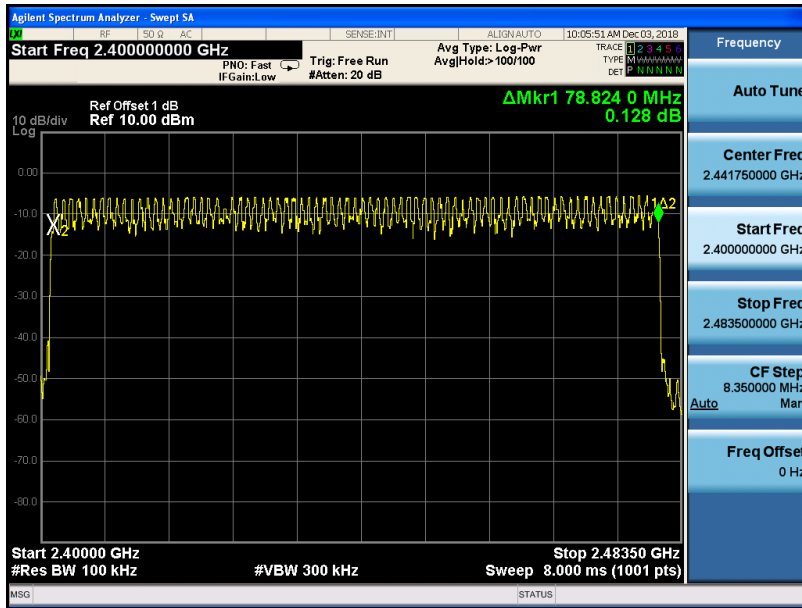 Agilent Spectrum Analyzer - Swept SA
LXI RF 50 Ω AC SENSE:INT ALIGN AUTO 10:05:51 AM Dec 03, 2018
Start Freq 2.400000000 GHz
PNO: Fast
IFGain:Low
Trig: Free Run
#Atten: 20 dB
Avg Type: Log-Pwr
Avg|Hold:>100/100
TRACE 1 2 3 4 5 6
TYPE M WWWWW
DET P N N N N N
ΔMkr1 78.824 0 MHz
0.128 dB
Ref Offset 1 dB
10 dB/div Ref 10.00 dBm
Log
0.00
-10.0
-20.0
-30.0
-40.0
-50.0
-60.0
-70.0
-80.0
X2
1Δ2
Start 2.40000 GHz Stop 2.48350 GHz
#Res BW 100 kHz #VBW 300 kHz Sweep 8.000 ms (1001 pts)
MSG STATUS
Frequency
Auto Tune
Center Freq
2.441750000 GHz
Start Freq
2.400000000 GHz
Stop Freq
2.483500000 GHz
CF Step
8.350000 MHz
Auto Man
Freq Offset
0 Hz